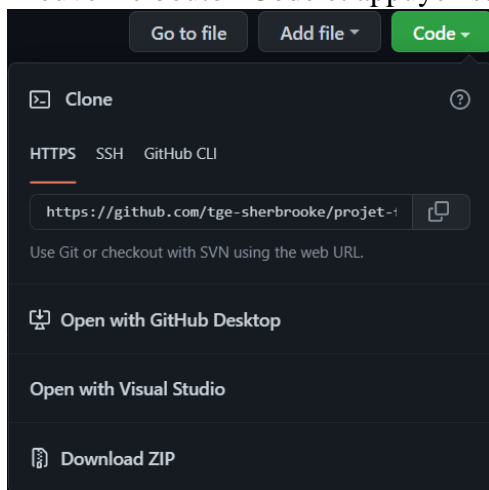 Go to file Add file Code
Clone
HTTPS SSH GitHub CLI
https://github.com/tge-sherbrooke/projet-
Use Git or checkout with SVN using the web URL.
Open with GitHub Desktop
Open with Visual Studio
Download ZIP